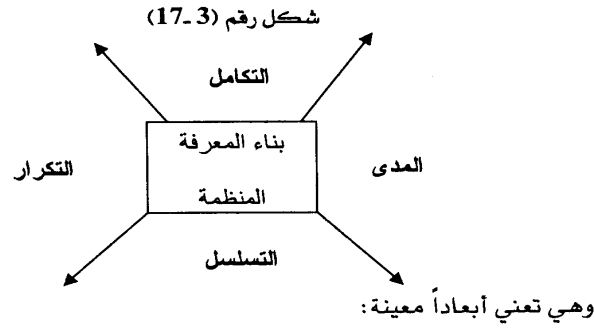 شكل رقم (3 ـ 17)
التكامل
بناء المعرفة
المدى
التكرار
المنظمة
التسلسل
وهي تعني أبعاداً معينة: